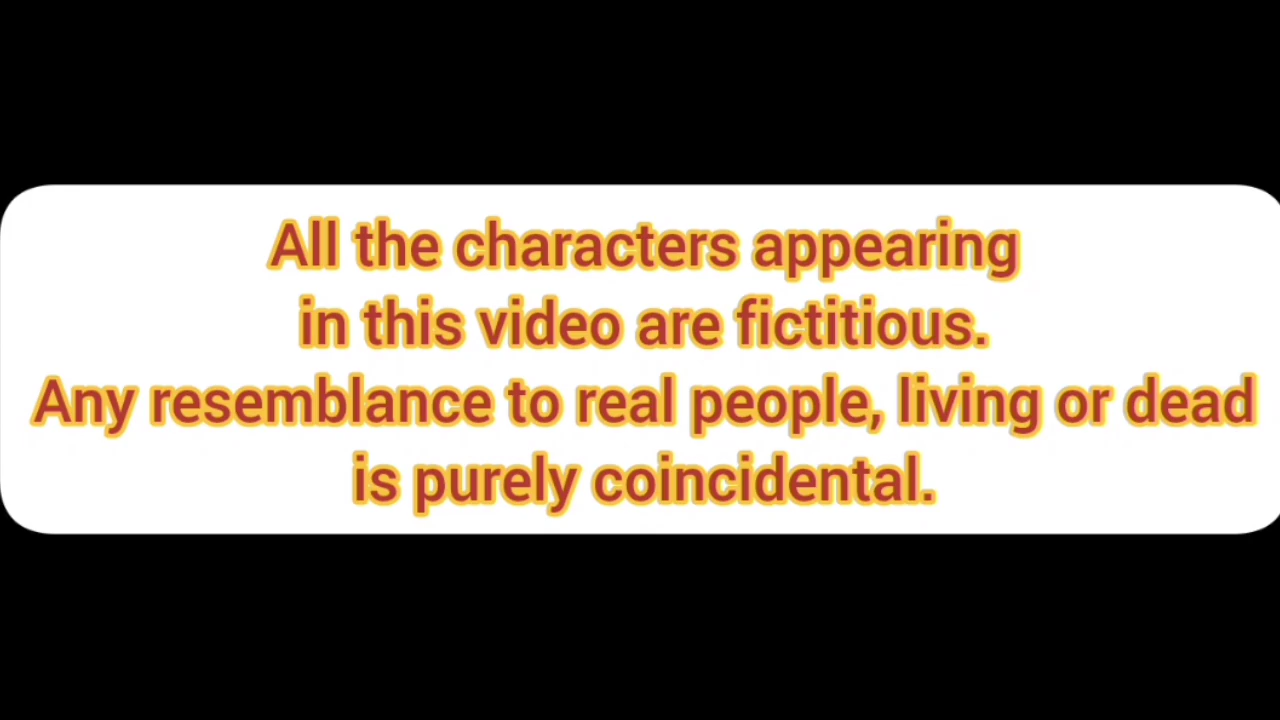 All the characters appearing
in this video are fictitious.
Any resemblance to real people, living or dead
is purely coincidental.